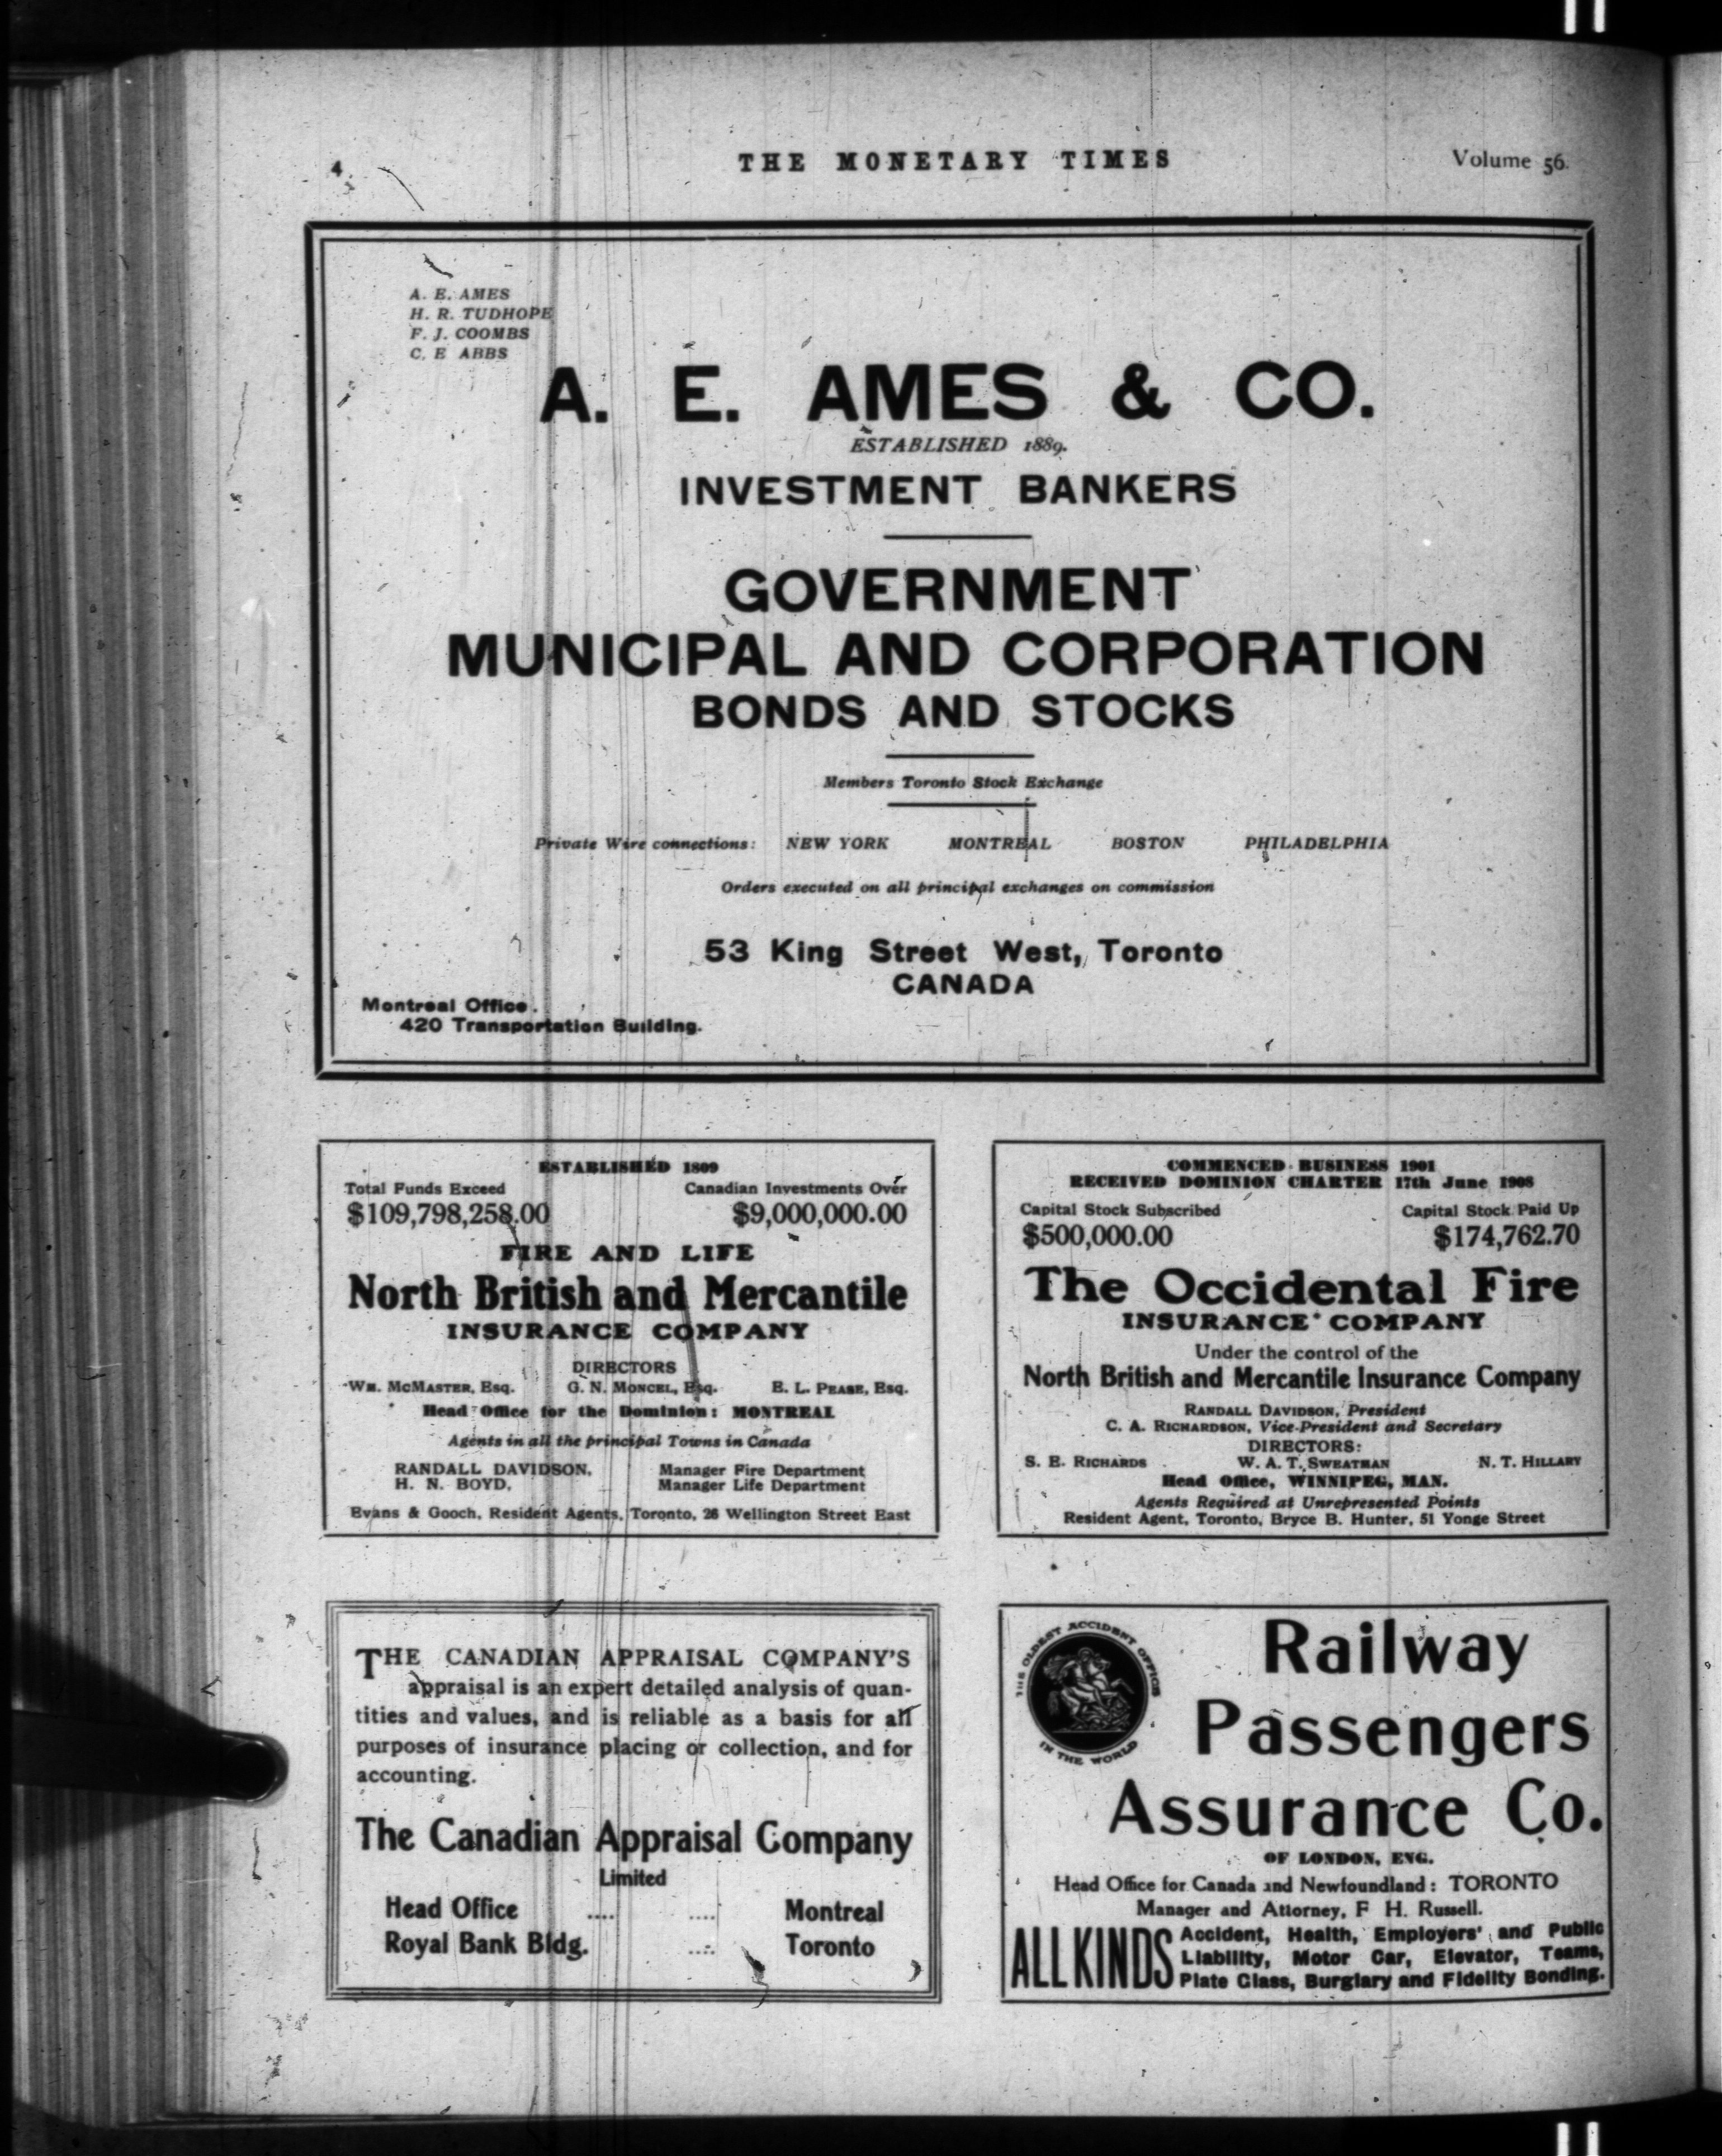 4
THE MONETARY TIMES
Volume 56.
A. E. AMES
H. R. TUDHOPE
F. J. COOMBS
C. E ABBS
A. E. AMES & CO.
ESTABLISHED 1889.
INVESTMENT BANKERS
GOVERNMENT
MUNICIPAL AND CORPORATION
BONDS AND STOCKS
Members Toronto Stock Exchange
Private Wire connections: NEW YORK MONTREAL BOSTON PHILADELPHIA
Orders executed on all principal exchanges on commission
53 King Street West, Toronto
CANADA
Montreal Office.
420 Transportation Building.
ESTABLISHED 1809
Total Funds Exceed Canadian Investments Over
$109,798,258.00 $9,000,000.00
FIRE AND LIFE
North British and Mercantile
INSURANCE COMPANY
DIRECTORS
WM. MCMASTER, Esq. G. N. MONCEL, Esq. E. L. PEASE, Esq.
Head Office for the Dominion: MONTREAL
Agents in all the principal Towns in Canada
RANDALL DAVIDSON, Manager Fire Department
H. N. BOYD, Manager Life Department
Evans & Gooch, Resident Agents, Toronto, 26 Wellington Street East
COMMENCED BUSINESS 1901
RECEIVED DOMINION CHARTER 17th June 1908
Capital Stock Subscribed Capital Stock Paid Up
$500,000.00 $174,762.70
The Occidental Fire
INSURANCE COMPANY
Under the control of the
North British and Mercantile Insurance Company
RANDALL DAVIDSON, President
C. A. RICHARDSON, Vice-President and Secretary
DIRECTORS:
S. E. RICHARDS W. A. T. SWEATMAN N. T. HILLARY
Head Office, WINNIPEG, MAN.
Agents Required at Unrepresented Points
Resident Agent, Toronto, Bryce B. Hunter, 51 Yonge Street
THE CANADIAN APPRAISAL COMPANY'S
appraisal is an expert detailed analysis of quan-
tities and values, and is reliable as a basis for all
purposes of insurance placing or collection, and for
accounting.
The Canadian Appraisal Company
Limited
Head Office .... .... Montreal
Royal Bank Bldg. .... Toronto
THE OLDEST ACCIDENT OFFICE
IN THE WORLD
Railway
Passengers
Assurance Co.
OF LONDON, ENG.
Head Office for Canada and Newfoundland: TORONTO
Manager and Attorney, F H. Russell.
ALL KINDS
Accident, Health, Employers' and Public
Liability, Motor Car, Elevator, Teams,
Plate Glass, Burglary and Fidelity Bonding.